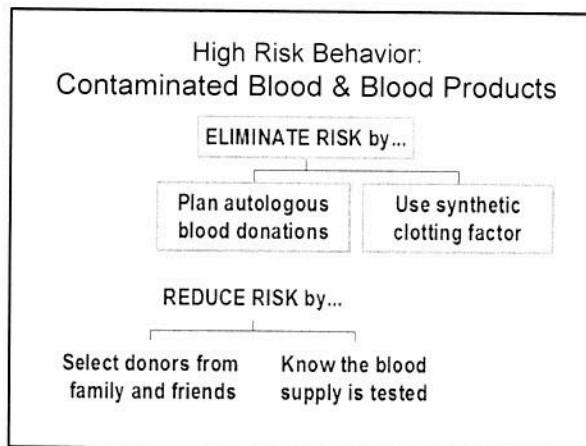 High Risk Behavior:
Contaminated Blood & Blood Products
ELIMINATE RISK by...
Plan autologous
blood donations
Use synthetic
clotting factor
REDUCE RISK by...
Select donors from
family and friends
Know the blood
supply is tested